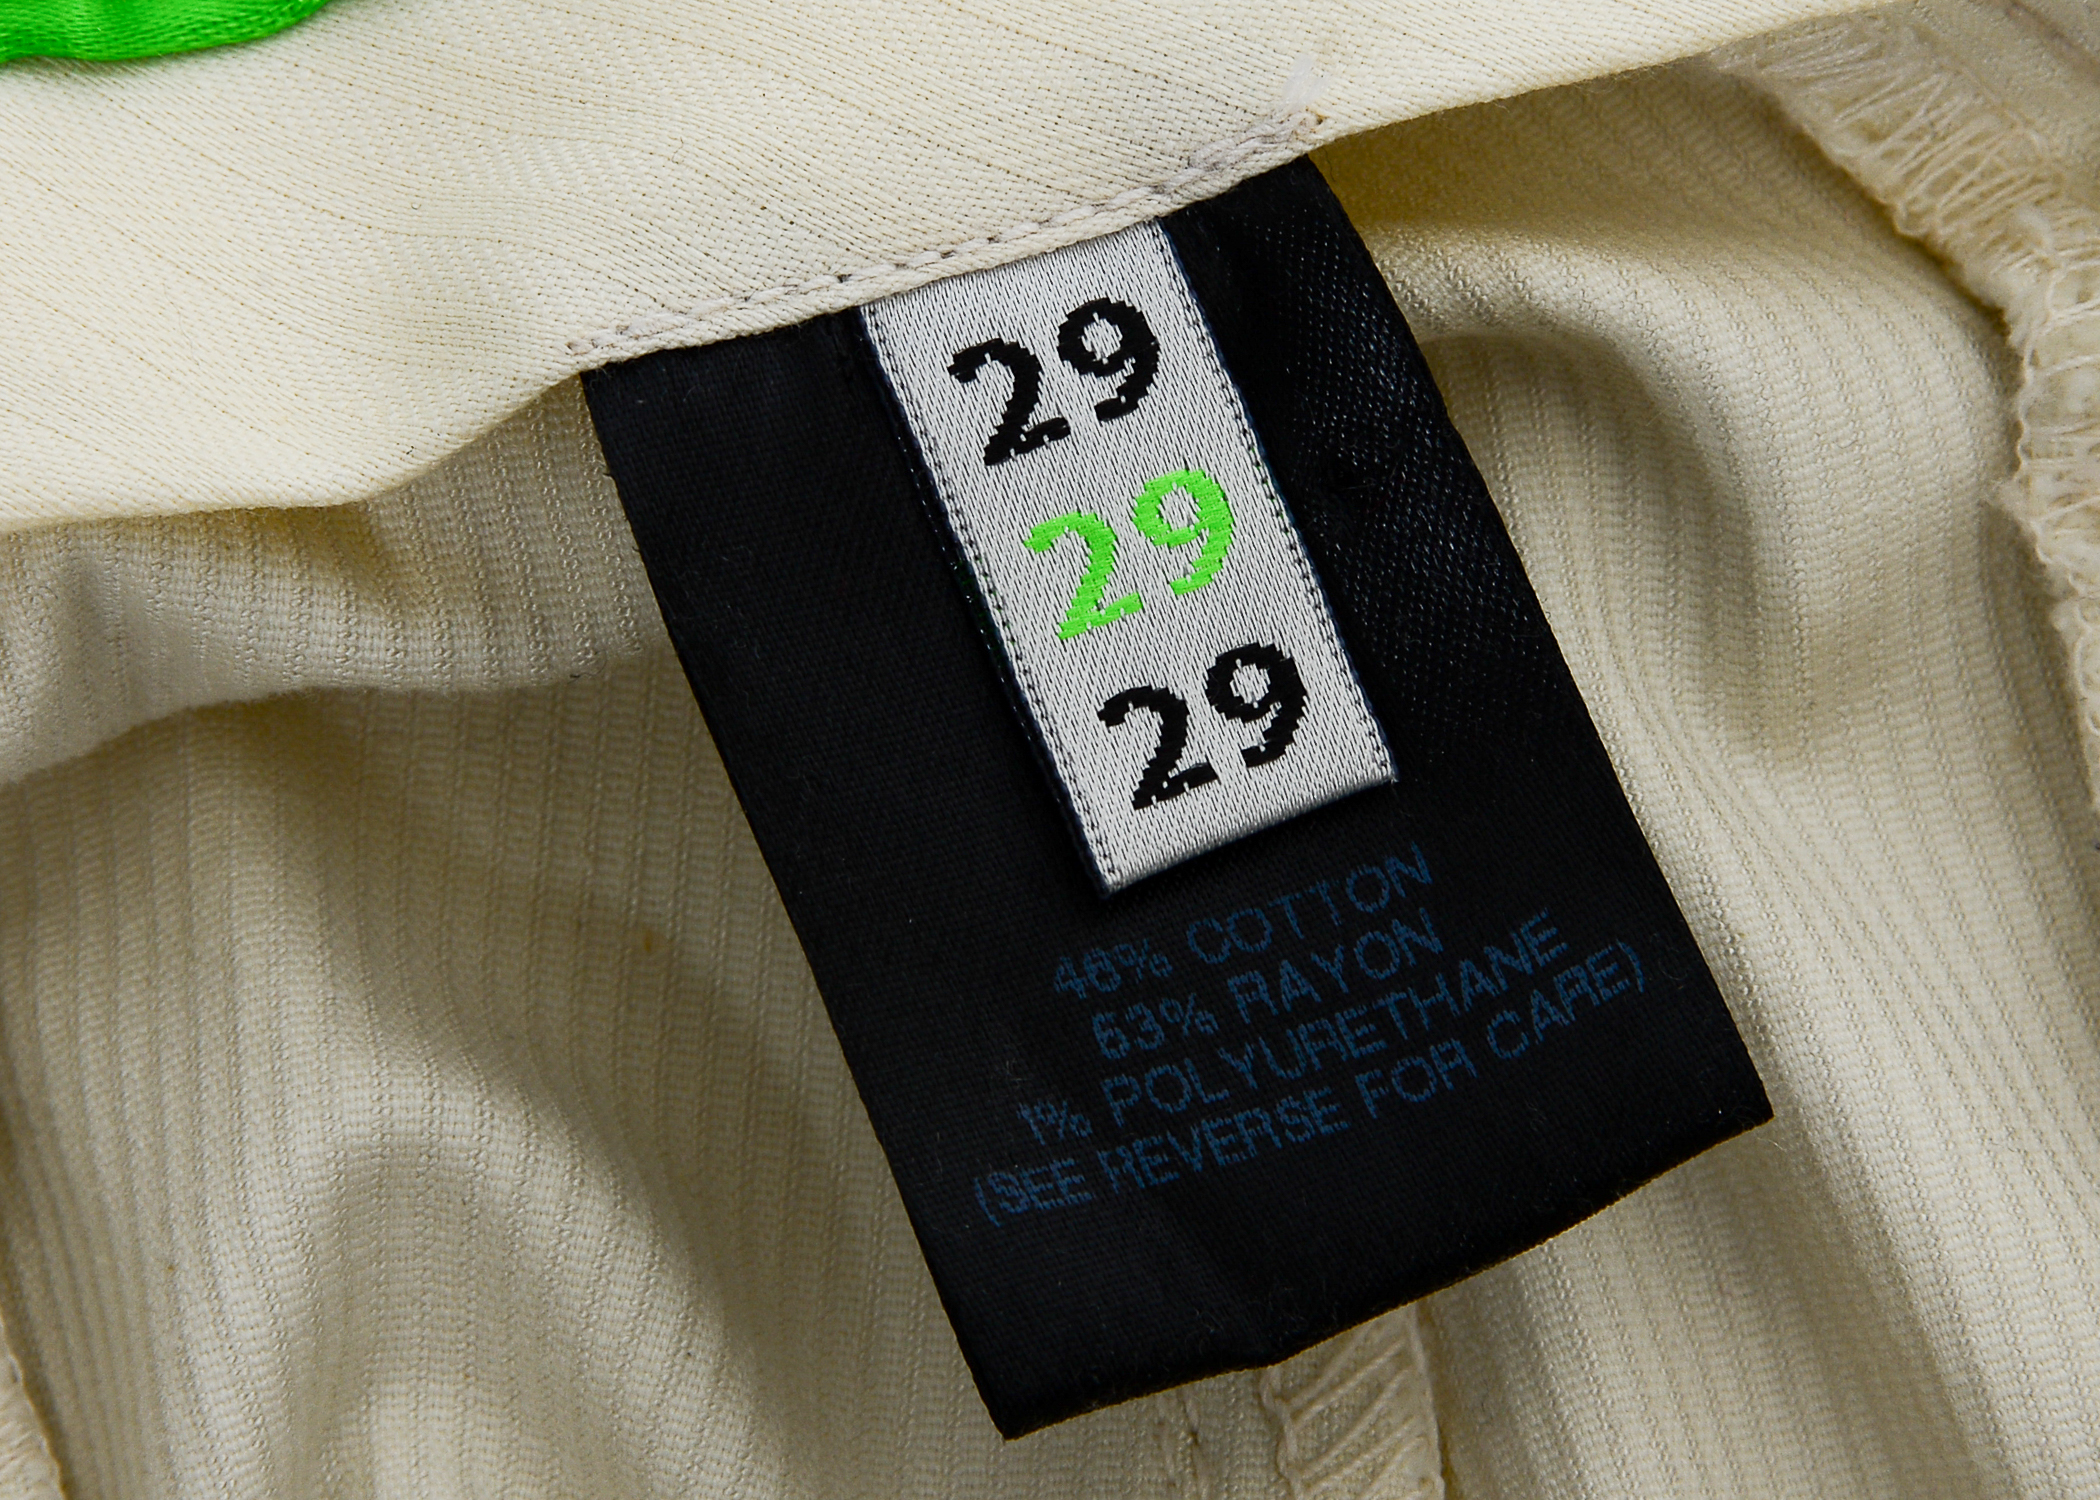 29
29
29
46% COTTON
53% RAYON
1% POLYURETHANE
(SEE REVERSE FOR CARE)